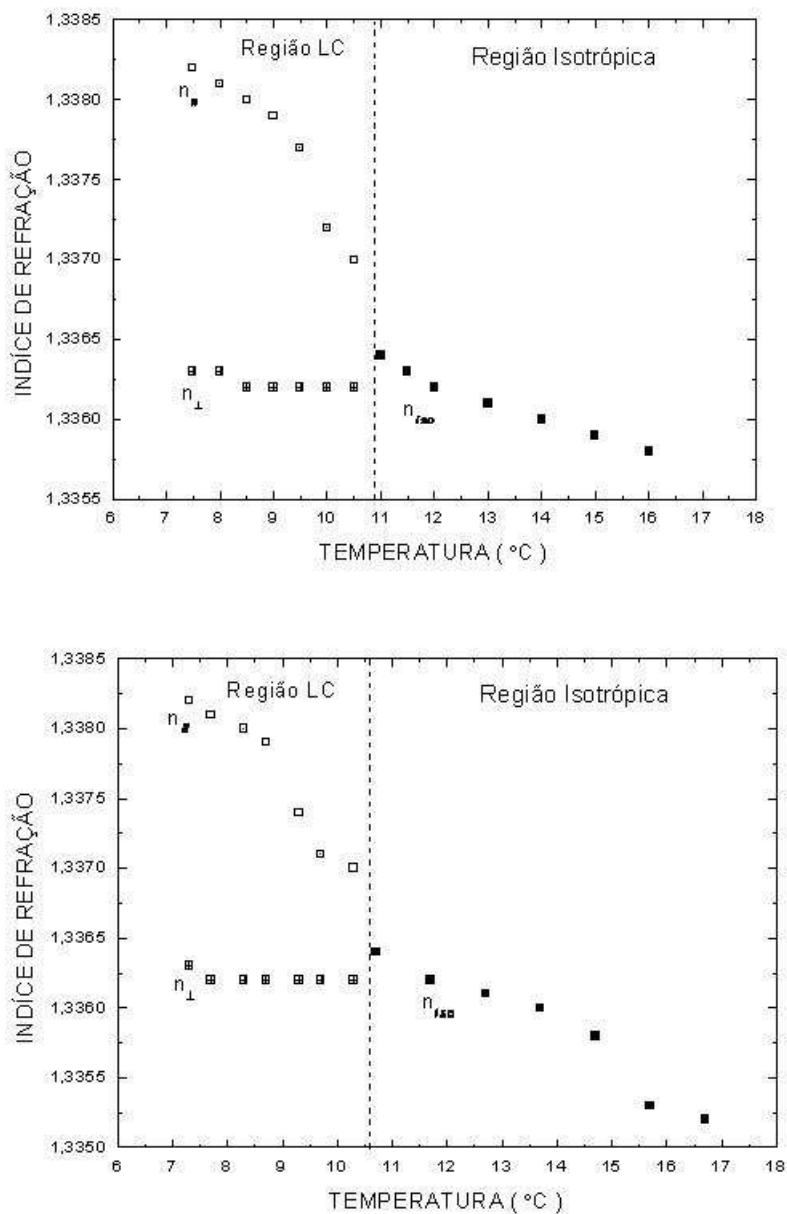 1,3385
Região LC
Região Isotrópica
n
1,3380
1,3375
1,3370
1,3365
1,3360
1,3355
INDÍCE DE REFRAÇÃO
n⊥
n iso
6 7 8 9 10 11 12 13 14 15 16 17 18
TEMPERATURA ( °C )
1,3385
Região LC
Região Isotrópica
n
1,3380
1,3375
1,3370
1,3365
1,3360
1,3355
1,3350
INDÍCE DE REFRAÇÃO
n⊥
n iso
6 7 8 9 10 11 12 13 14 15 16 17 18
TEMPERATURA ( °C )